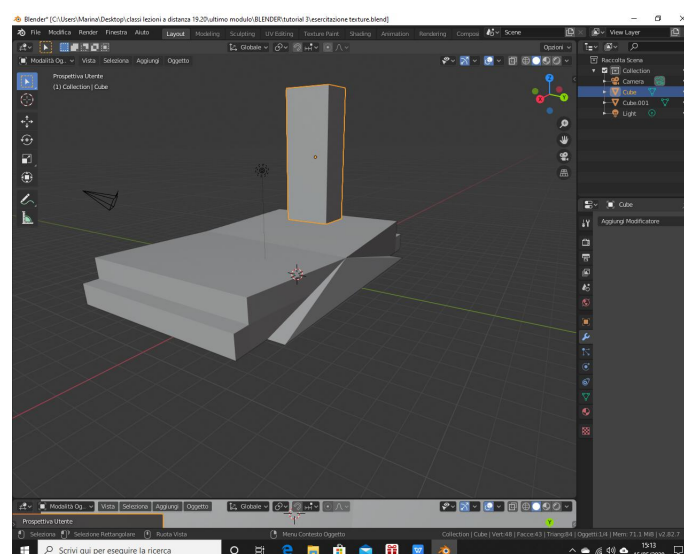 Blender* [C:\Users\Marina\Desktop\classi lezioni a distanza 19.20\ultimo modulo\BLENDER\tutorial 3\esercitazione texture.blend]
File Modifica Render Finestra Aiuto Layout Modeling Sculpting UV Editing Texture Paint Shading Animation Rendering Compos Scene View Layer
Globale Opzioni
Modalità Og.. Vista Seleziona Aggiungi Oggetto
Prospettiva Utente
(1) Collection | Cube
Raccolta Scena
Collection
Camera
Cube
Cube.001
Light
Cube
Aggiungi Modificatore
Modalità Og.. Vista Seleziona Aggiungi Oggetto Globale
Prospettiva Utente
Seleziona Selezione Rettangolare Ruota Vista Menu Contesto Oggetto Collection | Cube | Vert:48 | Facce:43 | Triang:84 | Oggetti:1/4 | Mem: 71.1 MiB | v2.82.7
Scrivi qui per eseguire la ricerca
15:13